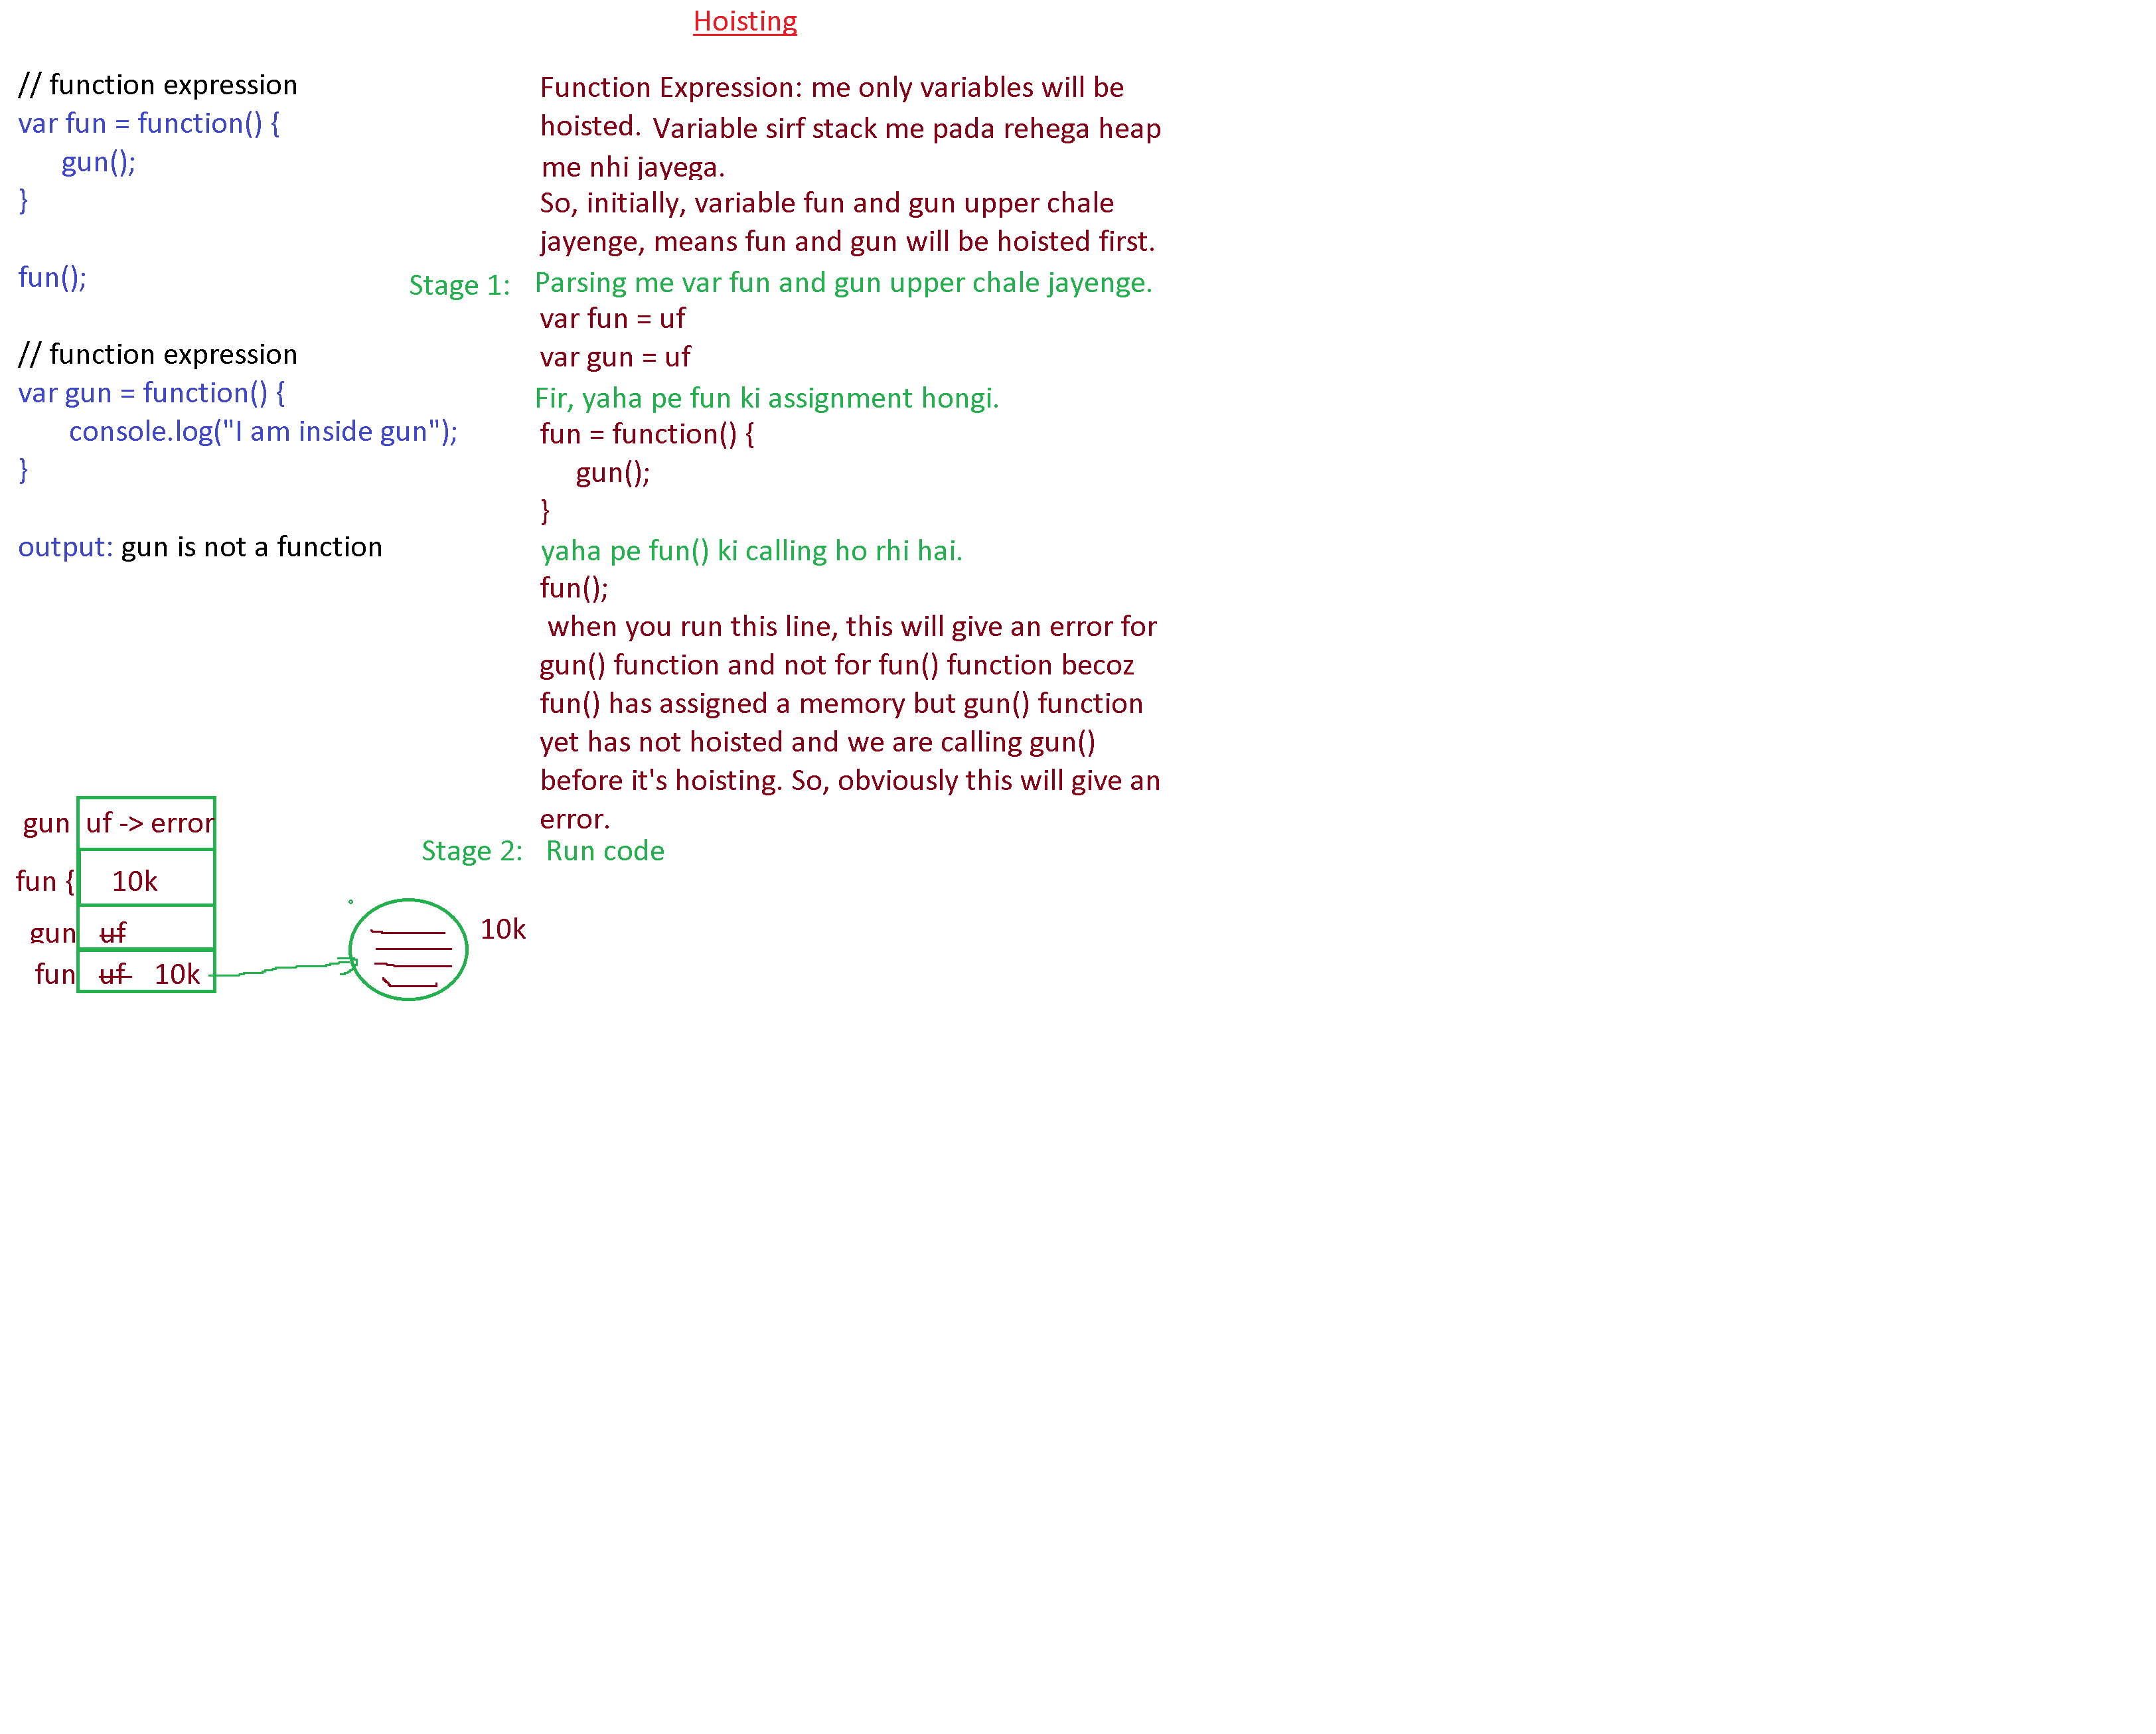 Hoisting
// function expression
var fun = function() {
gun();
}
fun();
// function expression
var gun = function() {
console.log("I am inside gun");
}
output: gun is not a function
Function Expression: me only variables will be
hoisted. Variable sirf stack me pada rehega heap
me nhi jayega.
So, initially, variable fun and gun upper chale
jayenge, means fun and gun will be hoisted first.
Stage 1: Parsing me var fun and gun upper chale jayenge.
var fun = uf
var gun = uf
Fir, yaha pe fun ki assignment hongi.
fun = function() {
gun();
}
yaha pe fun() ki calling ho rhi hai.
fun();
when you run this line, this will give an error for
gun() function and not for fun() function becoz
fun() has assigned a memory but gun() function
yet has not hoisted and we are calling gun()
before it's hoisting. So, obviously this will give an
error.
Stage 2: Run code
gun uf -> error
fun { 10k
gun uf
fun uf 10k
10k